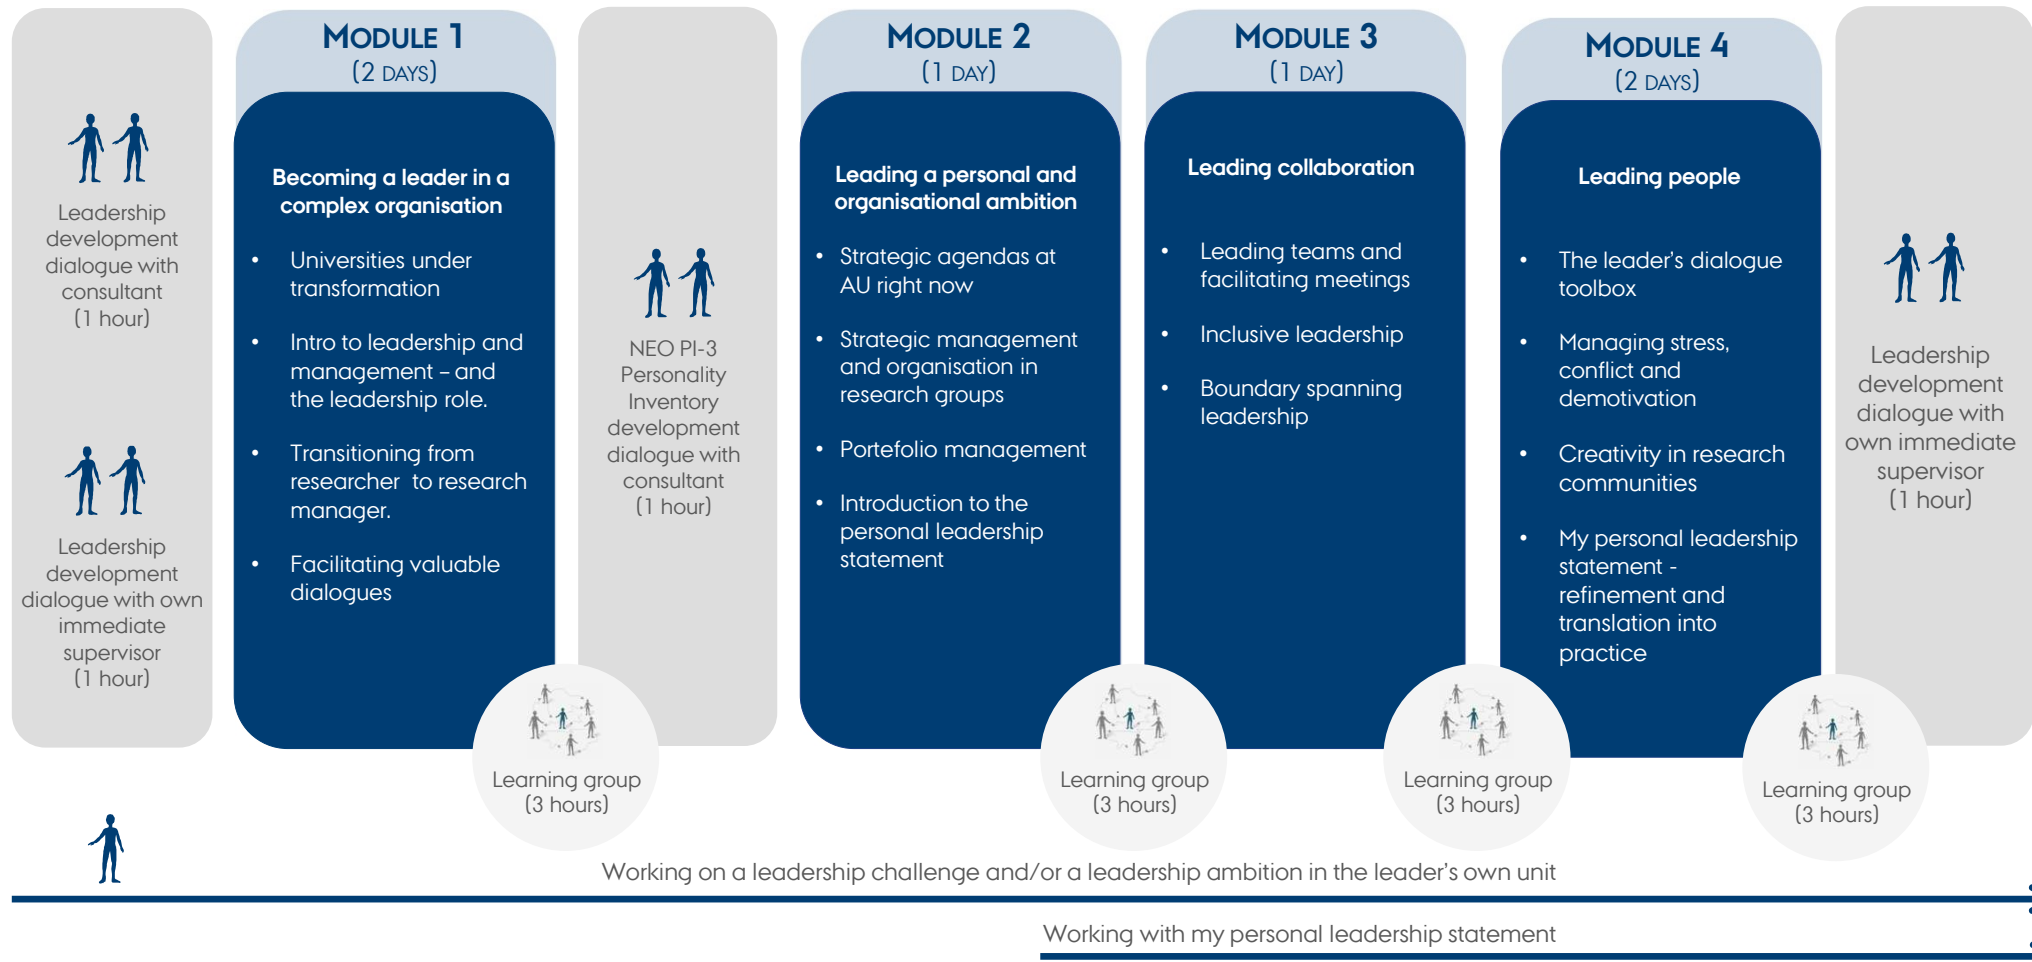 Leadership
development
dialogue with
consultant
(1 hour)
Leadership
development
dialogue with own
immediate
supervisor
(1 hour)
MODULE 1
(2 DAYS)
Becoming a leader in a
complex organisation
• Universities under
transformation
• Intro to leadership and
management – and
the leadership role.
• Transitioning from
researcher to research
manager.
• Facilitating valuable
dialogues
Learning group
(3 hours)
NEO PI-3
Personality
Inventory
development
dialogue with
consultant
(1 hour)
MODULE 2
(1 DAY)
Leading a personal and
organisational ambition
• Strategic agendas at
AU right now
• Strategic management
and organisation in
research groups
• Portefolio management
• Introduction to the
personal leadership
statement
Learning group
(3 hours)
MODULE 3
(1 DAY)
Leading collaboration
• Leading teams and
facilitating meetings
• Inclusive leadership
• Boundary spanning
leadership
Learning group
(3 hours)
MODULE 4
(2 DAYS)
Leading people
• The leader's dialogue
toolbox
• Managing stress,
conflict and
demotivation
• Creativity in research
communities
• My personal leadership
statement -
refinement and
translation into
practice
Learning group
(3 hours)
Leadership
development
dialogue with
own immediate
supervisor
(1 hour)
Working on a leadership challenge and/or a leadership ambition in the leader's own unit
Working with my personal leadership statement